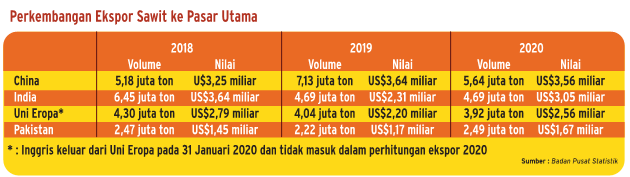 Perkembangan Ekspor Sawit ke Pasar Utama
2018 2019 2020
Volume Nilai Volume Nilai Volume Nilai
China 5,18 juta ton U$3,25 miliar 7,13 juta ton US$3,64 miliar 5,64 juta ton US$3,56 miliar
India 6,45 juta ton US$3,64 miliar 4,69 juta ton US$2,31 miliar 4,69 juta ton US$3,05 miliar
Uni Eropa* 4,30 juta ton US$2,79 miliar 4,04 juta ton US$2,20 miliar 3,92 juta ton US$2,56 miliar
Pakistan 2,47 juta ton US$1,45 miliar 2,22 juta ton US$1,17 miliar 2,49 juta ton US$1,67 miliar
* : Inggris keluar dari Uni Eropa pada 31 Januari 2020 dan tidak masuk dalam perhitungan ekspor 2020
Sumber : Badan Pusat Statistik